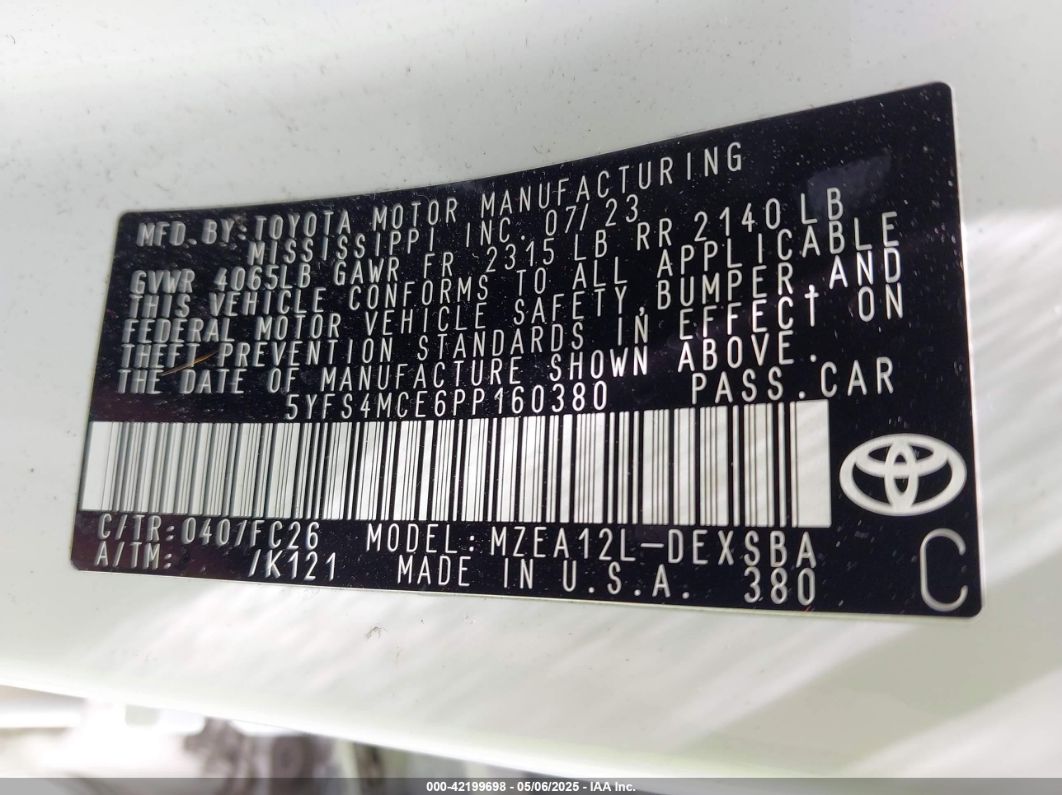 MFD.BY:TOYOTA MOTOR MANUFACTURING
MISSISSIPPI INC. 07/23
GVWR 4065LB GAWR FR 2315LB RR 2140LB
THIS VEHICLE CONFORMS TO ALL APPLICABLE
FEDERAL MOTOR VEHICLE SAFETY,BUMPER,AND
THEFT PREVENTION STANDARDS IN EFFECT ON
THE DATE OF MANUFACTURE SHOWN ABOVE.
5YFS4MCE6PP160380 PASS.CAR
C/TR:0407/FC26 MODEL:MZEA12L-DEXSBA
A/TM: /K121 MADE IN U.S.A. 380
C
000-42199698 - 05/06/2025 - IAA Inc.